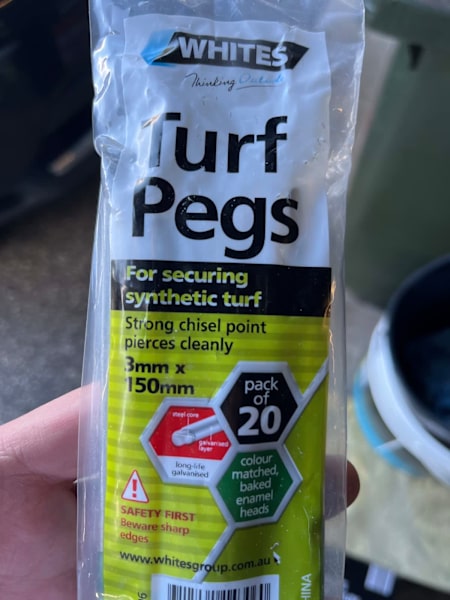 WHITES
Thinking Outside
Turf
Pegs
For securing
synthetic turf
Strong chisel point
pierces cleanly
3mm x
150mm
pack
of
20
steel core
galvanised
layer
long-life
galvanised
colour
matched,
baked
enamel
heads
SAFETY FIRST
Beware sharp
edges
www.whitesgroup.com.au
CHINA